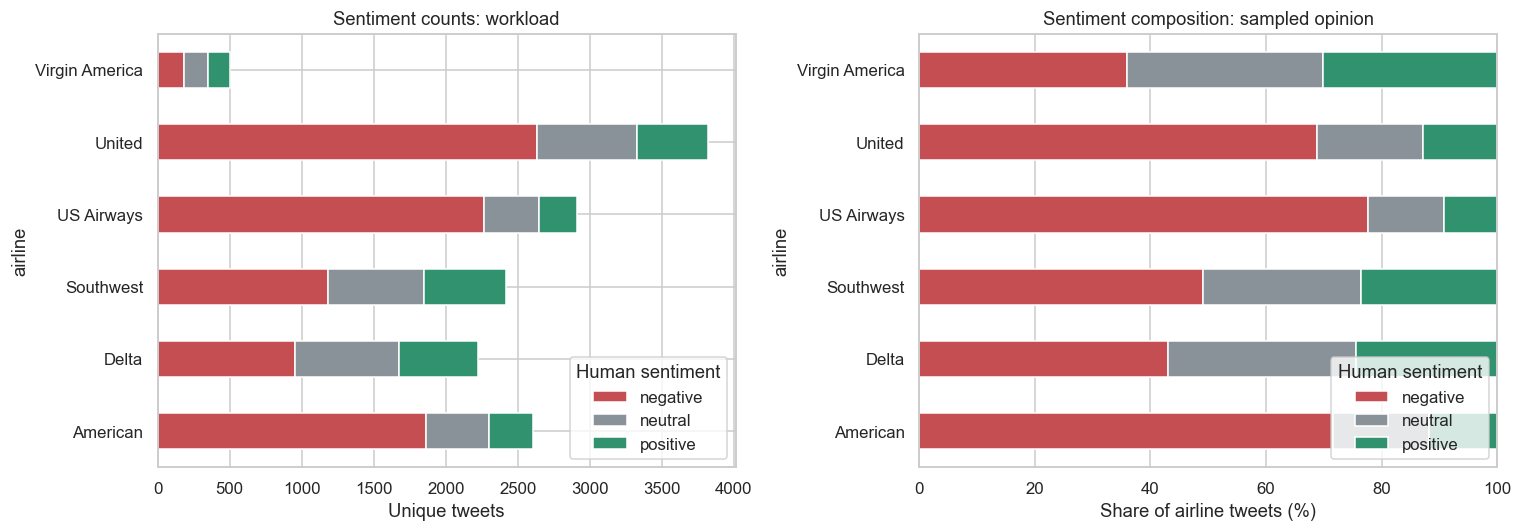 Sentiment counts: workload
airline
Virgin America
United
US Airways
Southwest
Delta
American
Human sentiment
negative
neutral
positive
0 500 1000 1500 2000 2500 3000 3500 4000
Unique tweets
Sentiment composition: sampled opinion
airline
Virgin America
United
US Airways
Southwest
Delta
American
Human sentiment
negative
neutral
positive
0 20 40 60 80 100
Share of airline tweets (%)